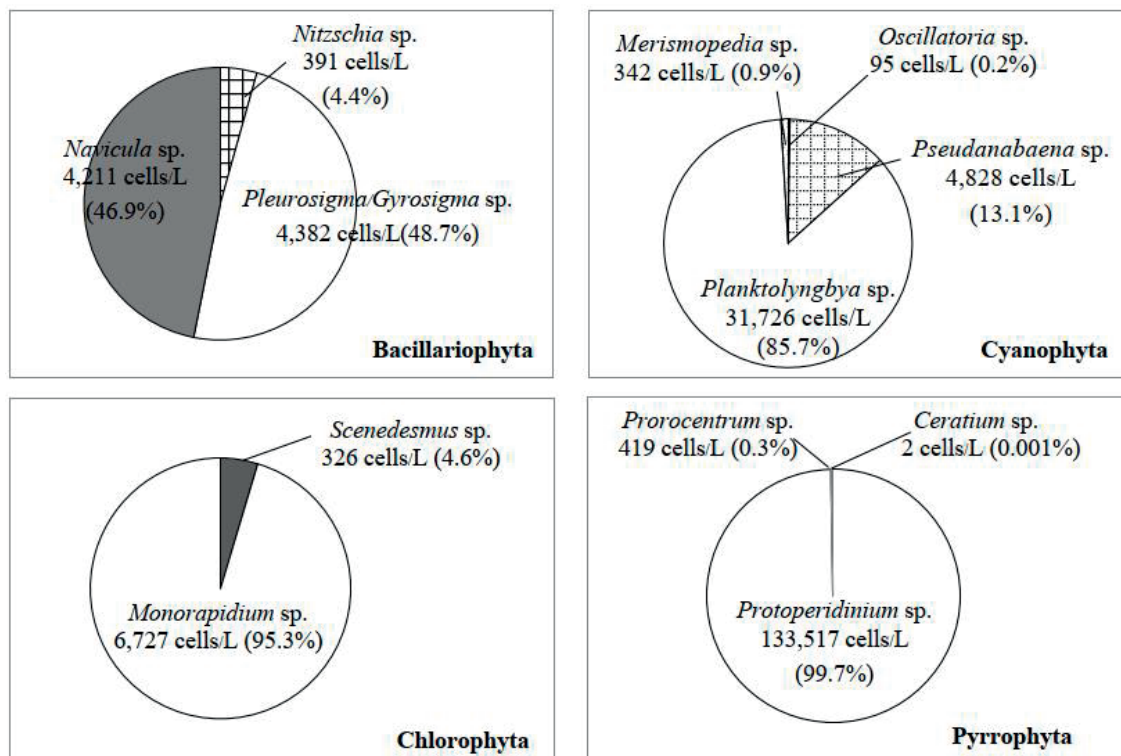 Nitzschia sp.
391 cells/L
(4.4%)
Navicula sp.
4,211 cells/L
(46.9%)
Pleurosigma/Gyrosigma sp.
4,382 cells/L(48.7%)
Bacillariophyta
Merismopedia sp.
342 cells/L (0.9%)
Oscillatoria sp.
95 cells/L (0.2%)
Pseudanabaena sp.
4,828 cells/L
(13.1%)
Planktolyngbya sp.
31,726 cells/L
(85.7%)
Cyanophyta
Scenedesmus sp.
326 cells/L (4.6%)
Monorapidium sp.
6,727 cells/L (95.3%)
Chlorophyta
Prorocentrum sp.
419 cells/L (0.3%)
Ceratium sp.
2 cells/L (0.001%)
Protoperidinium sp.
133,517 cells/L
(99.7%)
Pyrrophyta